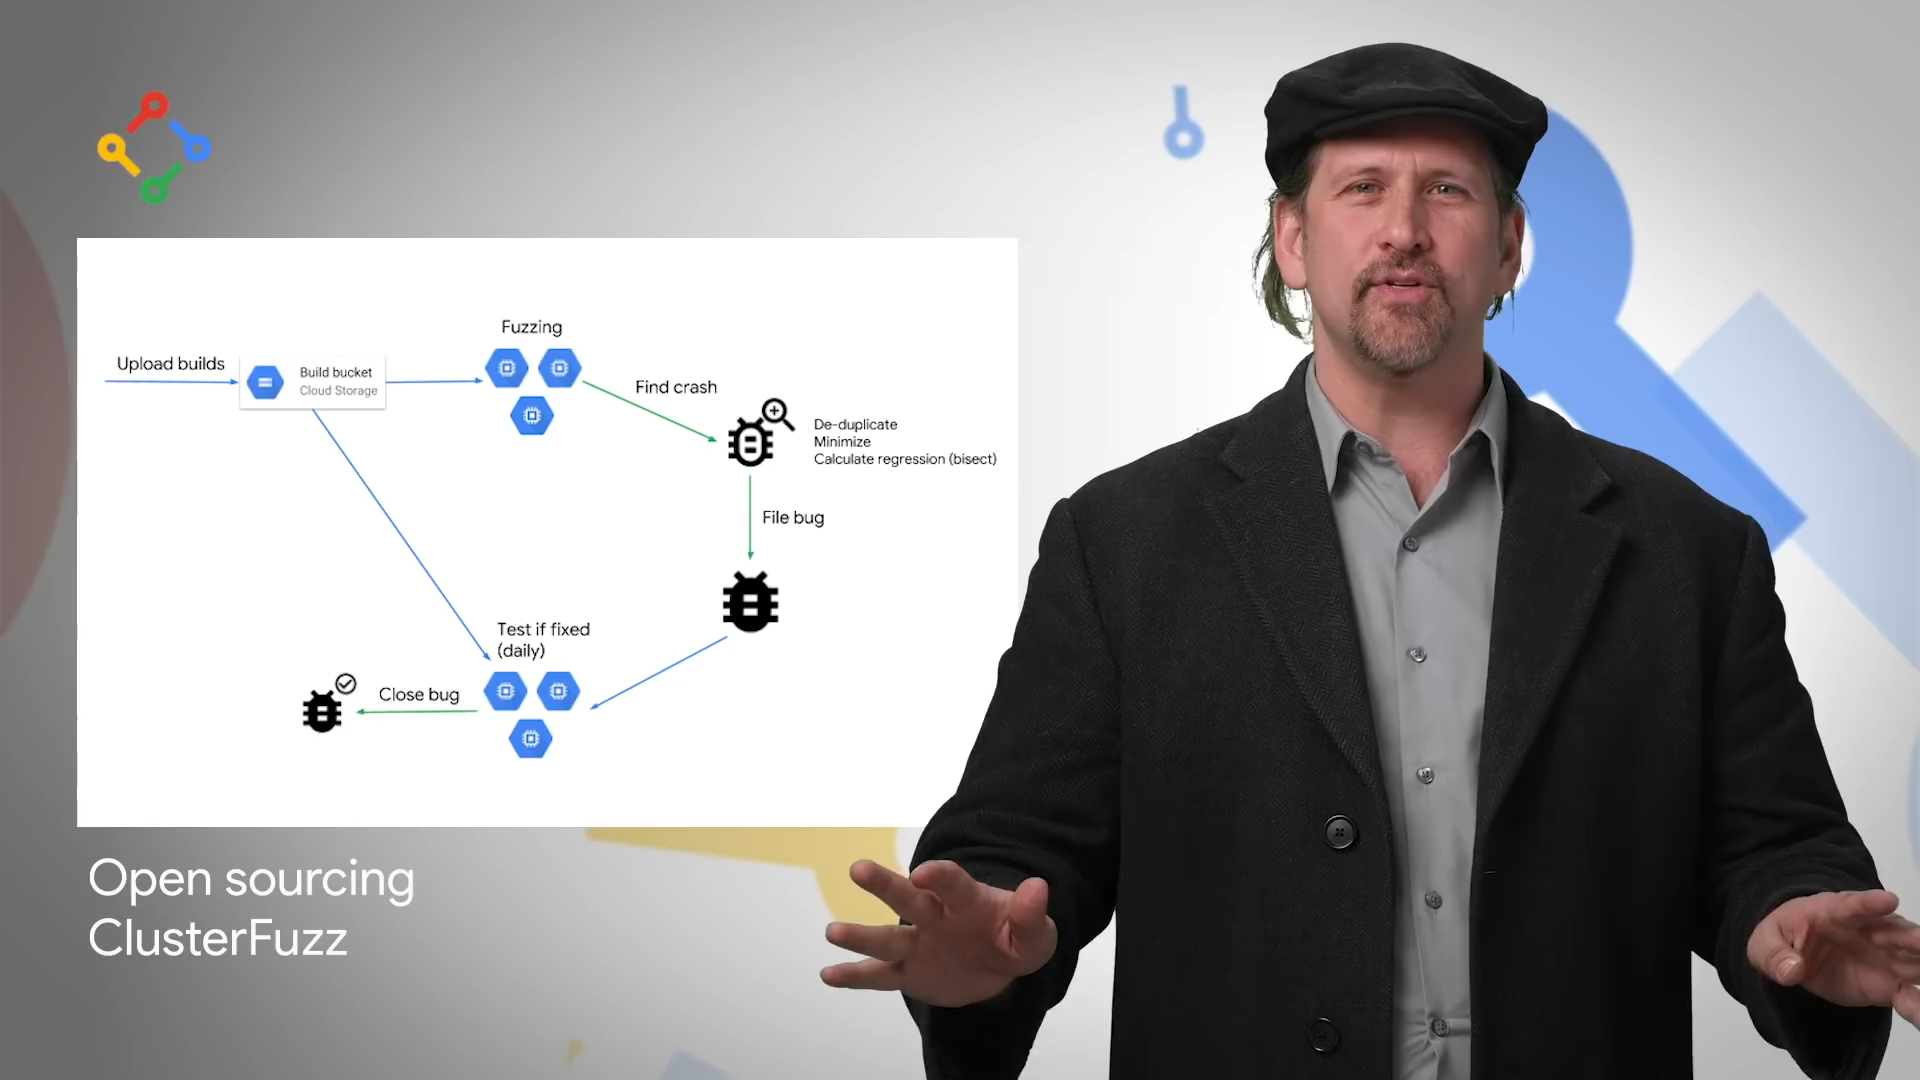 Fuzzing
Upload builds
Build bucket
Cloud Storage
Find crash
De-duplicate
Minimize
Calculate regression (bisect)
File bug
Test if fixed
(daily)
Close bug
Open sourcing
ClusterFuzz